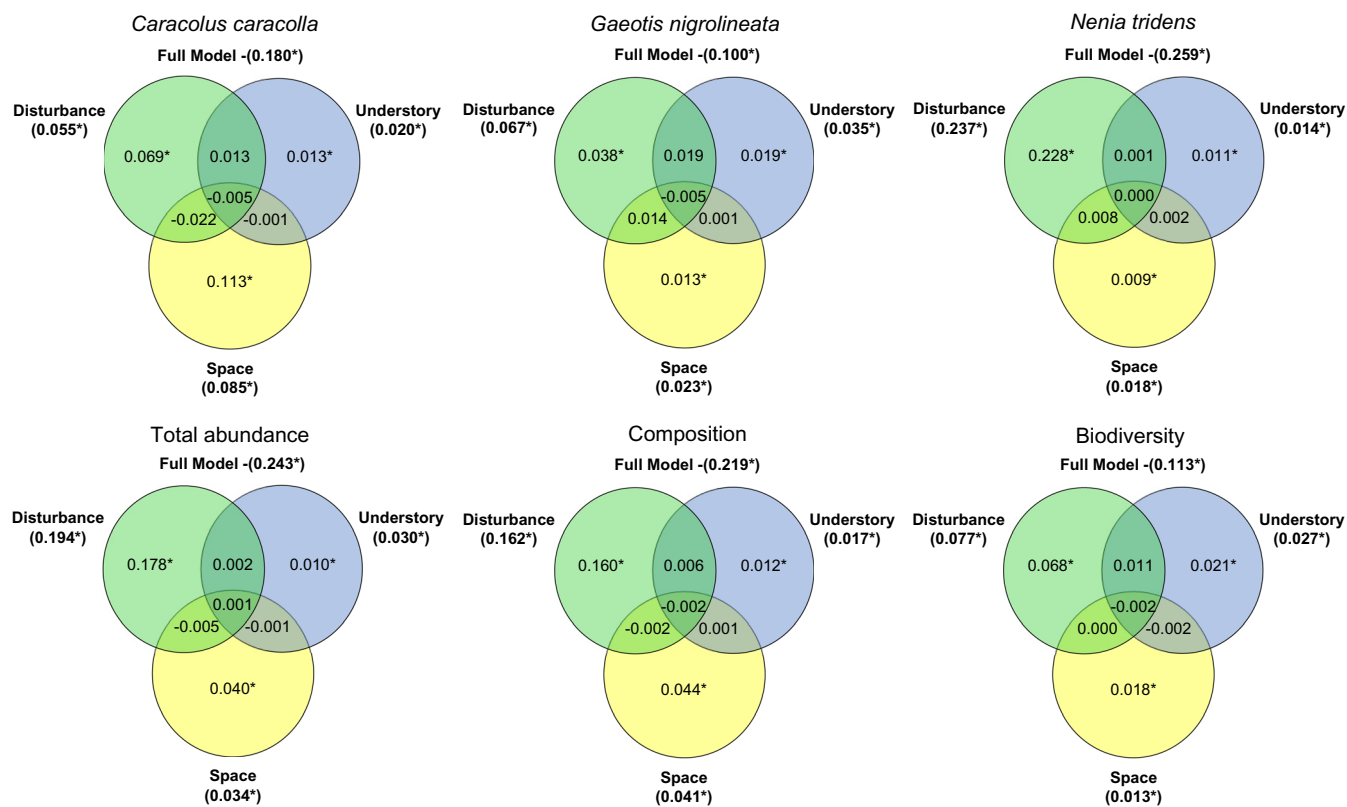 Caracolus caracolla
Full Model -(0.180*)
Disturbance
(0.055*)
Understory
(0.020*)
0.069*
0.013
0.013*
-0.005
-0.022
-0.001
0.113*
Space
(0.085*)
Gaeotis nigrolineata
Full Model -(0.100*)
Disturbance
(0.067*)
Understory
(0.035*)
0.038*
0.019
0.019*
-0.005
0.014
0.001
0.013*
Space
(0.023*)
Nenia tridens
Full Model -(0.259*)
Disturbance
(0.237*)
Understory
(0.014*)
0.228*
0.001
0.011*
0.000
0.008
0.002
0.009*
Space
(0.018*)
Total abundance
Full Model -(0.243*)
Disturbance
(0.194*)
Understory
(0.030*)
0.178*
0.002
0.010*
0.001
-0.005
-0.001
0.040*
Space
(0.034*)
Composition
Full Model -(0.219*)
Disturbance
(0.162*)
Understory
(0.017*)
0.160*
0.006
0.012*
-0.002
-0.002
0.001
0.044*
Space
(0.041*)
Biodiversity
Full Model -(0.113*)
Disturbance
(0.077*)
Understory
(0.027*)
0.068*
0.011
0.021*
-0.002
0.000
-0.002
0.018*
Space
(0.013*)